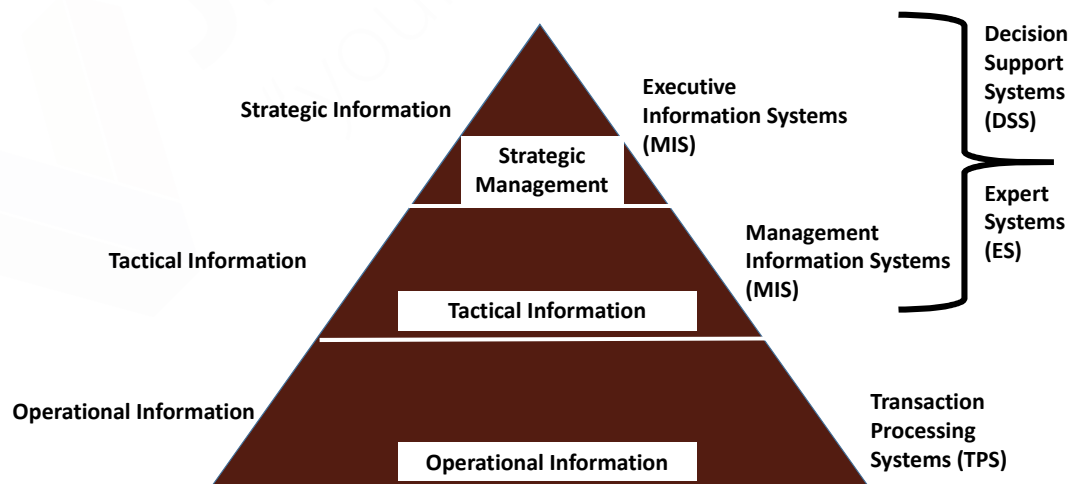 Strategic Information
Executive
Information Systems
(MIS)
Decision
Support
Systems
(DSS)
Strategic
Management
Tactical Information
Management
Information Systems
(MIS)
Expert
Systems
(ES)
Tactical Information
Operational Information
Transaction
Processing
Systems (TPS)
Operational Information